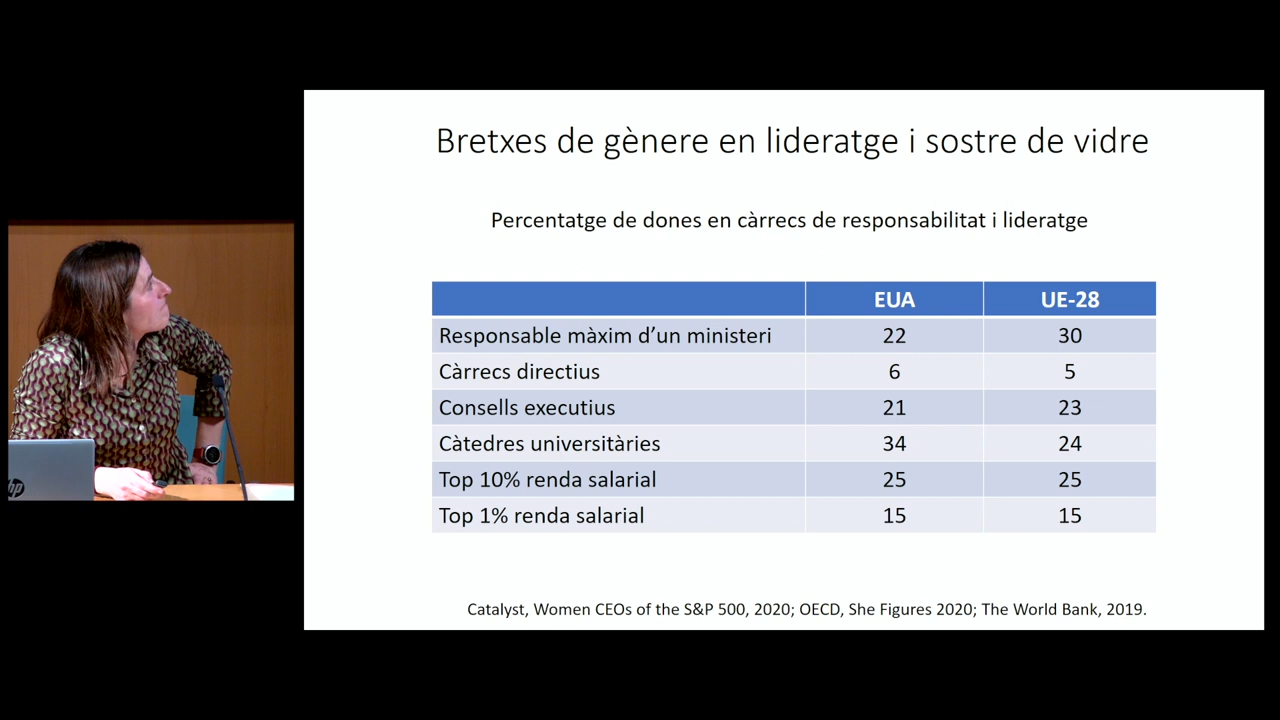 Bretxes de gènere en lideratge i sostre de vidre
Percentatge de dones en càrrecs de responsabilitat i lideratge
EUA UE-28
Responsable màxim d’un ministeri 22 30
Càrrecs directius 6 5
Consells executius 21 23
Càtedres universitàries 34 24
Top 10% renda salarial 25 25
Top 1% renda salarial 15 15
Catalyst, Women CEOs of the S&P 500, 2020; OECD, She Figures 2020; The World Bank, 2019.
hp